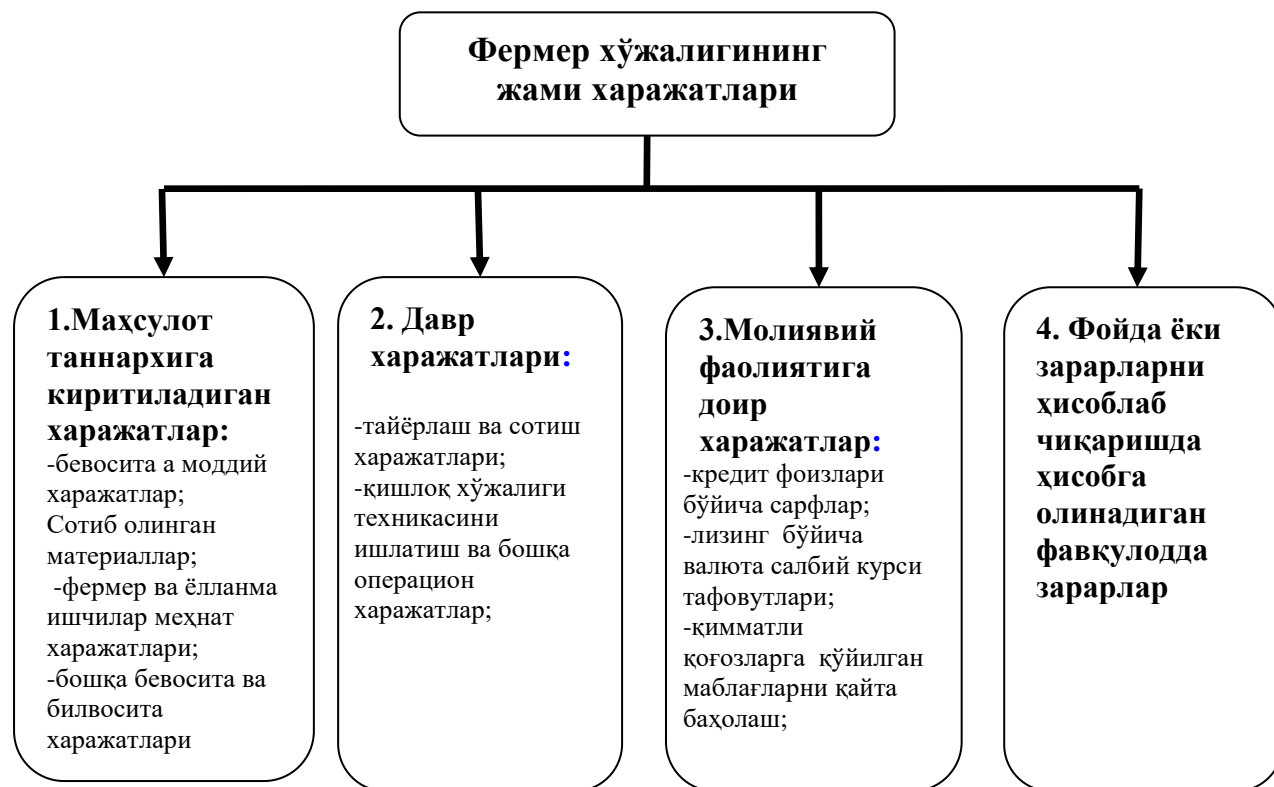 Фермер хўжалигининг
жами харажатлари
1.Маҳсулот
таннархига
киритиладиган
харажатлар:
-бевосита а моддий
харажатлар;
Сотиб олинган
материаллар;
-фермер ва ёлланма
ишчилар меҳнат
харажатлари;
-бошқа бевосита ва
билвосита
харажатлари
2. Давр
харажатлари:
-тайёрлаш ва сотиш
харажатлари;
-қишлоқ хўжалиги
техникасини
ишлатиш ва бошқа
операцион
харажатлар;
3.Молиявий
фаолиятига
доир
харажатлар:
-кредит фоизлари
бўйича сарфлар;
-лизинг бўйича
валюта салбий курси
тафовутлари;
-қимматли
қоғозларга қўйилган
маблағларни қайта
баҳолаш;
4. Фойда ёки
зарарларни
ҳисоблаб
чиқаришда
ҳисобга
олинадиган
фавқулодда
зарарлар